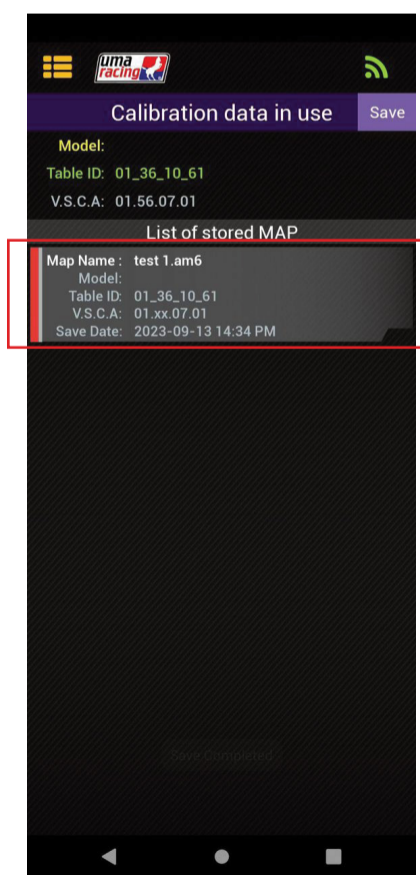 uma
racing
Calibration data in use
Save
Model:
Table ID: 01_36_10_61
V.S.C.A: 01.56.07.01
List of stored MAP
Map Name : test 1.am6
Model:
Table ID: 01_36_10_61
V.S.C.A: 01.xx.07.01
Save Date: 2023-09-13 14:34 PM
Save Completed